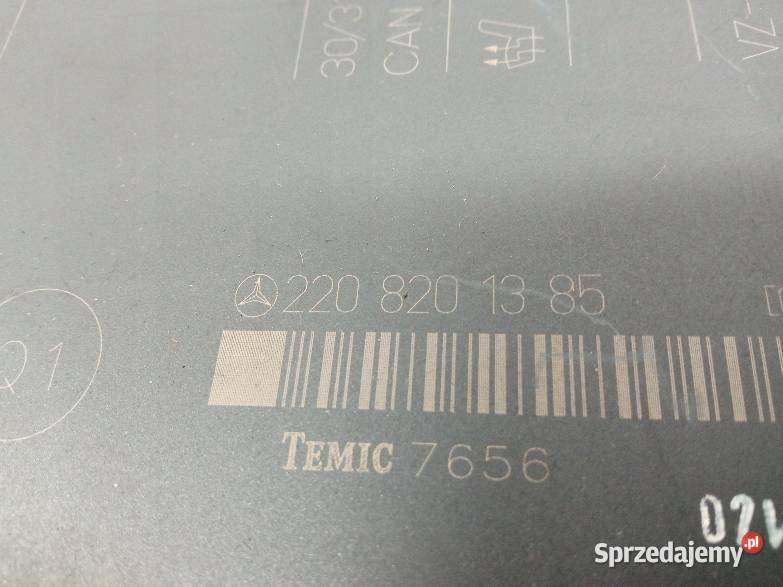 30/3
CAN
VZ-
220 820 13 85
Q1
TEMIC 7656
Sprzedajemy.pl